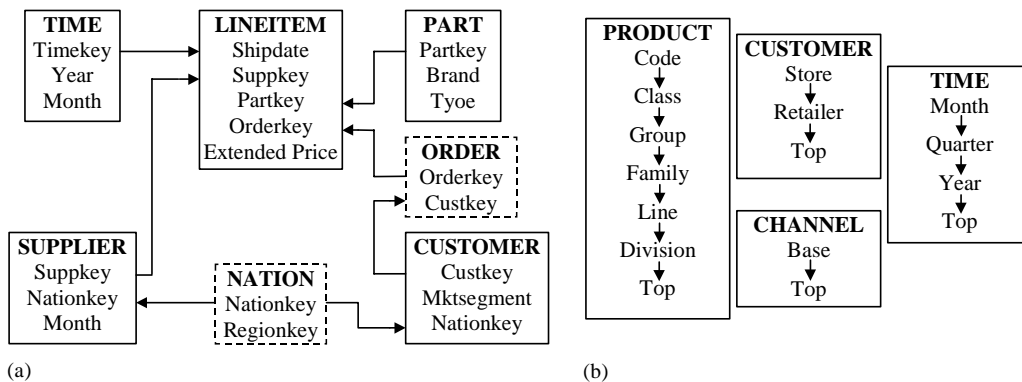 TIME
Timekey
Year
Month
LINEITEM
Shipdate
Suppkey
Partkey
Orderkey
Extended Price
PART
Partkey
Brand
Tyoe
ORDER
Orderkey
Custkey
SUPPLIER
Suppkey
Nationkey
Month
NATION
Nationkey
Regionkey
CUSTOMER
Custkey
Mktsegment
Nationkey
(a)
PRODUCT
Code
Class
Group
Family
Line
Division
Top
CUSTOMER
Store
Retailer
Top
CHANNEL
Base
Top
TIME
Month
Quarter
Year
Top
(b)